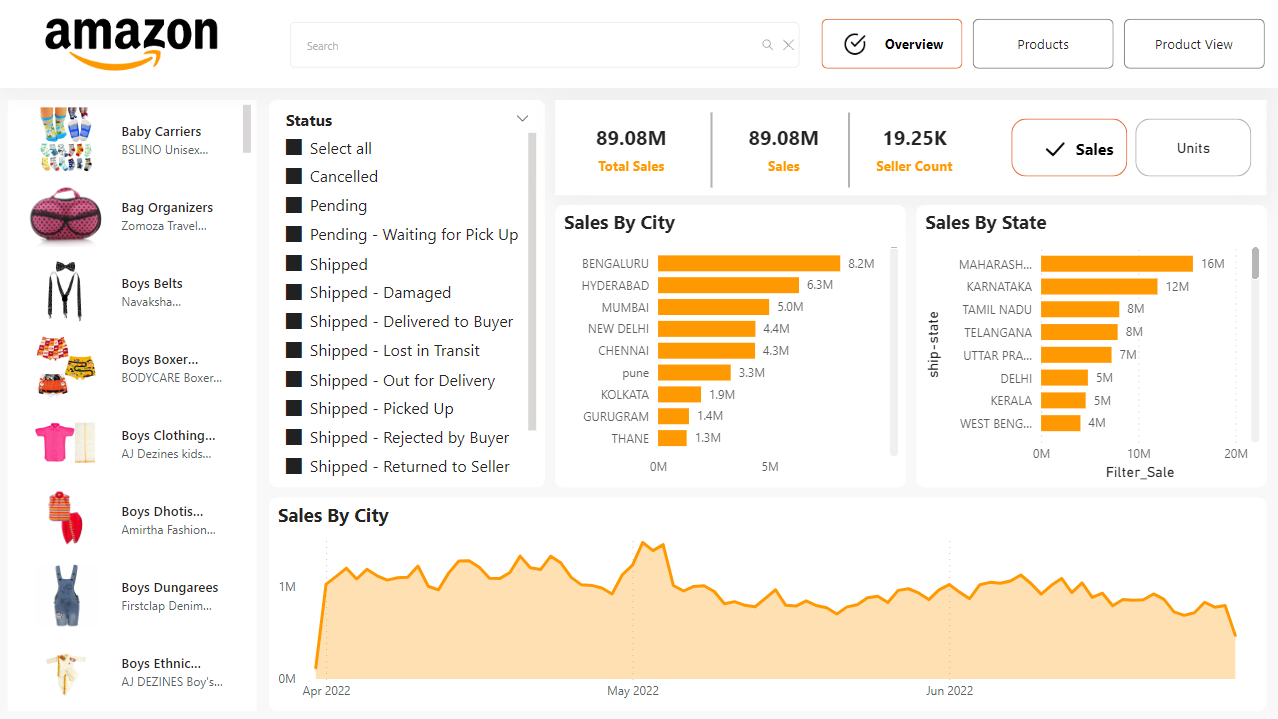 amazon
Search
Overview
Products
Product View
Baby Carriers
BSLINO Unisex...
Bag Organizers
Zomoza Travel...
Boys Belts
Navaksha...
Boys Boxer...
BODYCARE Boxer...
Boys Clothing...
AJ Dezines kids...
Boys Dhotis...
Amirtha Fashion...
Boys Dungarees
Firstclap Denim...
Boys Ethnic...
AJ DEZINES Boy's...
Status
Select all
Cancelled
Pending
Pending - Waiting for Pick Up
Shipped
Shipped - Damaged
Shipped - Delivered to Buyer
Shipped - Lost in Transit
Shipped - Out for Delivery
Shipped - Picked Up
Shipped - Rejected by Buyer
Shipped - Returned to Seller
89.08M
Total Sales
89.08M
Sales
19.25K
Seller Count
Sales
Units
Sales By City
BENGALURU 8.2M
HYDERABAD 6.3M
MUMBAI 5.0M
NEW DELHI 4.4M
CHENNAI 4.3M
pune 3.3M
KOLKATA 1.9M
GURUGRAM 1.4M
THANE 1.3M
0M 5M
Sales By State
ship-state
MAHARASH... 16M
KARNATAKA 12M
TAMIL NADU 8M
TELANGANA 8M
UTTAR PRA... 7M
DELHI 5M
KERALA 5M
WEST BENG... 4M
0M 10M 20M
Filter_Sale
Sales By City
1M
0M
Apr 2022 May 2022 Jun 2022